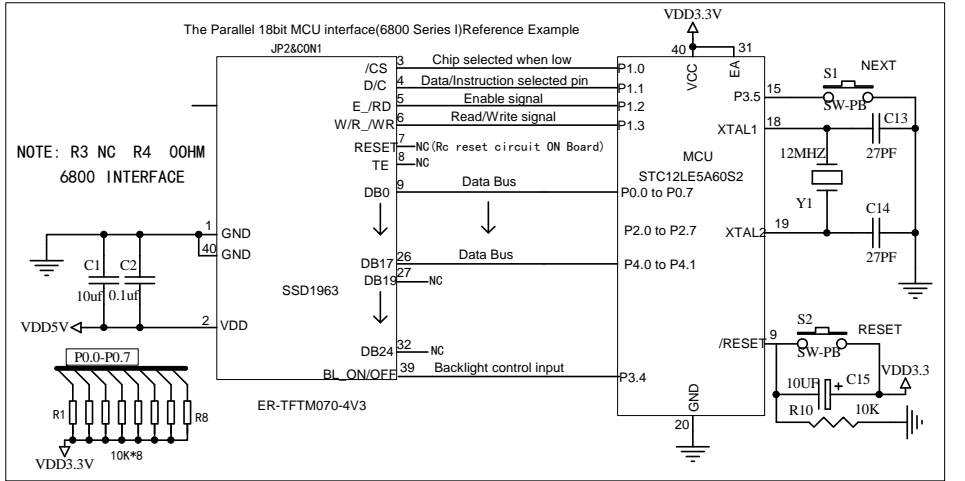 The Parallel 18bit MCU interface(6800 Series I)Reference Example
JP2&CON1
VDD3.3V
40
31
VCC
EA
/CS
3
Chip selected when low
P1.0
D/C
4
Data/Instruction selected pin
P1.1
E_/RD
5
Enable signal
P1.2
W/R_/WR
6
Read/Write signal
P1.3
RESET
7
NC(Rc reset circuit ON Board)
TE
8
NC
DB0
9
Data Bus
P0.0 to P0.7
P2.0 to P2.7
DB17
26
Data Bus
P4.0 to P4.1
DB19
27
NC
SSD1963
DB24
32
NC
BL_ON/OFF
39
Backlight control input
P3.4
ER-TFTM070-4V3
NOTE: R3 NC R4 00HM
6800 INTERFACE
1
GND
40
GND
C1
C2
10uf
0.1uf
VDD5V
2
VDD
P0.0-P0.7
R1
R8
10K*8
VDD3.3V
MCU
STC12LE5A60S2
P3.5
15
S1
NEXT
SW-PB
XTAL1
18
C13
27PF
12MHZ
Y1
XTAL2
19
C14
27PF
/RESET
9
S2
RESET
SW-PB
VDD3.3
10UF
+
C15
R10
10K
GND
20